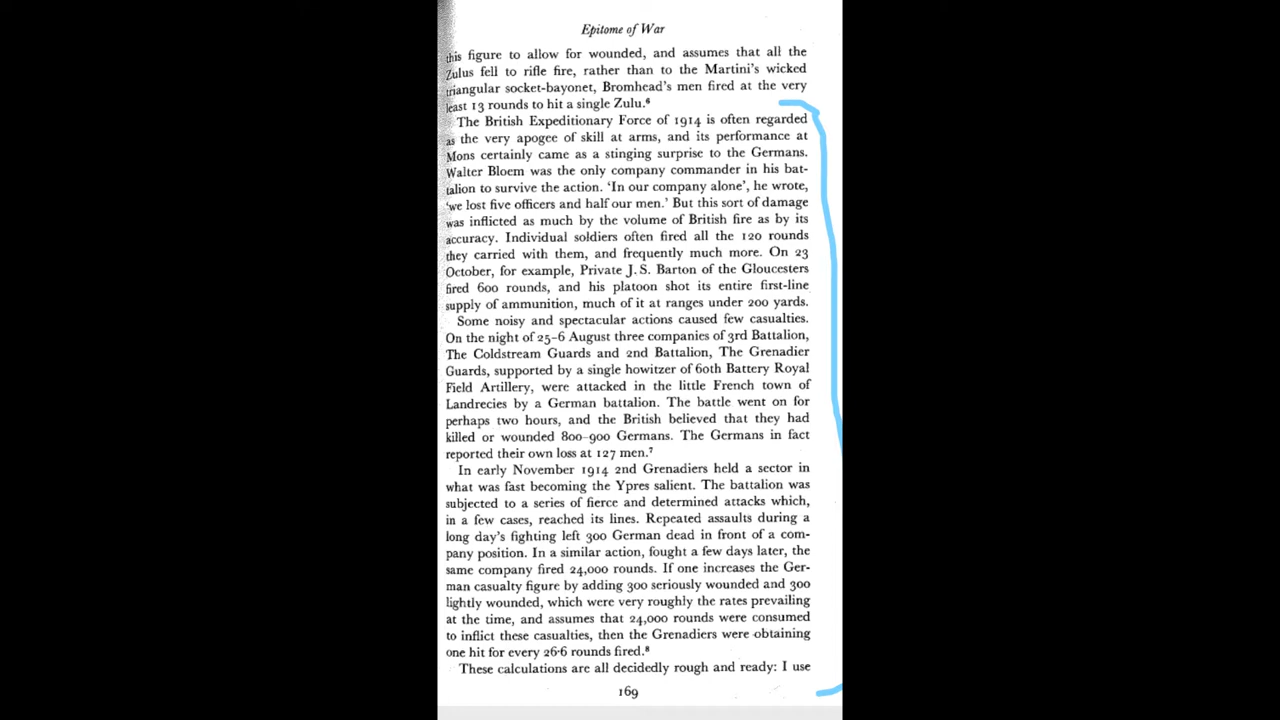 Epitome of War
this figure to allow for wounded, and assumes that all the
Zulus fell to rifle fire, rather than to the Martini's wicked
triangular socket-bayonet, Bromhead's men fired at the very
least 13 rounds to hit a single Zulu.⁶
The British Expeditionary Force of 1914 is often regarded
as the very apogee of skill at arms, and its performance at
Mons certainly came as a stinging surprise to the Germans.
Walter Bloem was the only company commander in his bat-
talion to survive the action. 'In our company alone', he wrote,
'we lost five officers and half our men.' But this sort of damage
was inflicted as much by the volume of British fire as by its
accuracy. Individual soldiers often fired all the 120 rounds
they carried with them, and frequently much more. On 23
October, for example, Private J. S. Barton of the Gloucesters
fired 600 rounds, and his platoon shot its entire first-line
supply of ammunition, much of it at ranges under 200 yards.
Some noisy and spectacular actions caused few casualties.
On the night of 25–6 August three companies of 3rd Battalion,
The Coldstream Guards and 2nd Battalion, The Grenadier
Guards, supported by a single howitzer of 60th Battery Royal
Field Artillery, were attacked in the little French town of
Landrecies by a German battalion. The battle went on for
perhaps two hours, and the British believed that they had
killed or wounded 800–900 Germans. The Germans in fact
reported their own loss at 127 men.⁷
In early November 1914 2nd Grenadiers held a sector in
what was fast becoming the Ypres salient. The battalion was
subjected to a series of fierce and determined attacks which,
in a few cases, reached its lines. Repeated assaults during a
long day's fighting left 300 German dead in front of a com-
pany position. In a similar action, fought a few days later, the
same company fired 24,000 rounds. If one increases the Ger-
man casualty figure by adding 300 seriously wounded and 300
lightly wounded, which were very roughly the rates prevailing
at the time, and assumes that 24,000 rounds were consumed
to inflict these casualties, then the Grenadiers were obtaining
one hit for every 26·6 rounds fired.⁸
These calculations are all decidedly rough and ready: I use
169